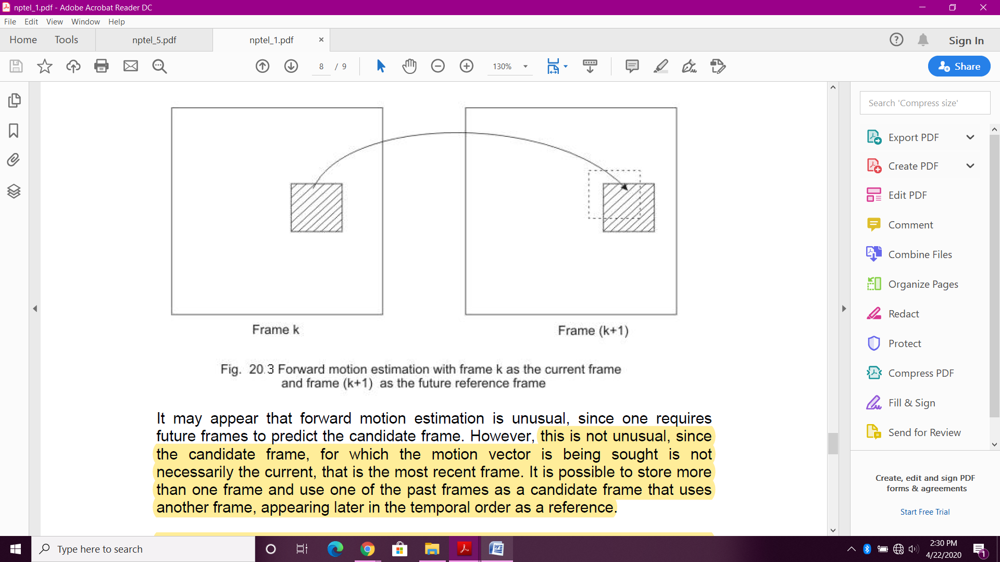 nptel_1.pdf - Adobe Acrobat Reader DC
File Edit View Window Help
Home Tools nptel_5.pdf nptel_1.pdf × ? Sign In
8 / 9 130% Share
Frame k Frame (k+1)
Fig. 20.3 Forward motion estimation with frame k as the current frame
and frame (k+1) as the future reference frame
It may appear that forward motion estimation is unusual, since one requires
future frames to predict the candidate frame. However, this is not unusual, since
the candidate frame, for which the motion vector is being sought is not
necessarily the current, that is the most recent frame. It is possible to store more
than one frame and use one of the past frames as a candidate frame that uses
another frame, appearing later in the temporal order as a reference.
Search 'Compress size'
Export PDF
Create PDF
Edit PDF
Comment
Combine Files
Organize Pages
Redact
Protect
Compress PDF
Fill & Sign
Send for Review
Create, edit and sign PDF
forms & agreements
Start Free Trial
Type here to search
2:30 PM
4/22/2020
1